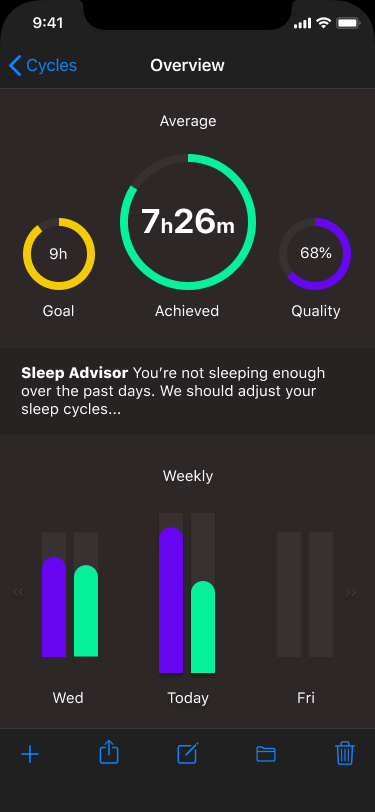 9:41
Cycles
Overview
Average
9h
7h26m
68%
Goal
Achieved
Quality
Sleep Advisor You’re not sleeping enough
over the past days. We should adjust your
sleep cycles...
Weekly
«
»
Wed
Today
Fri